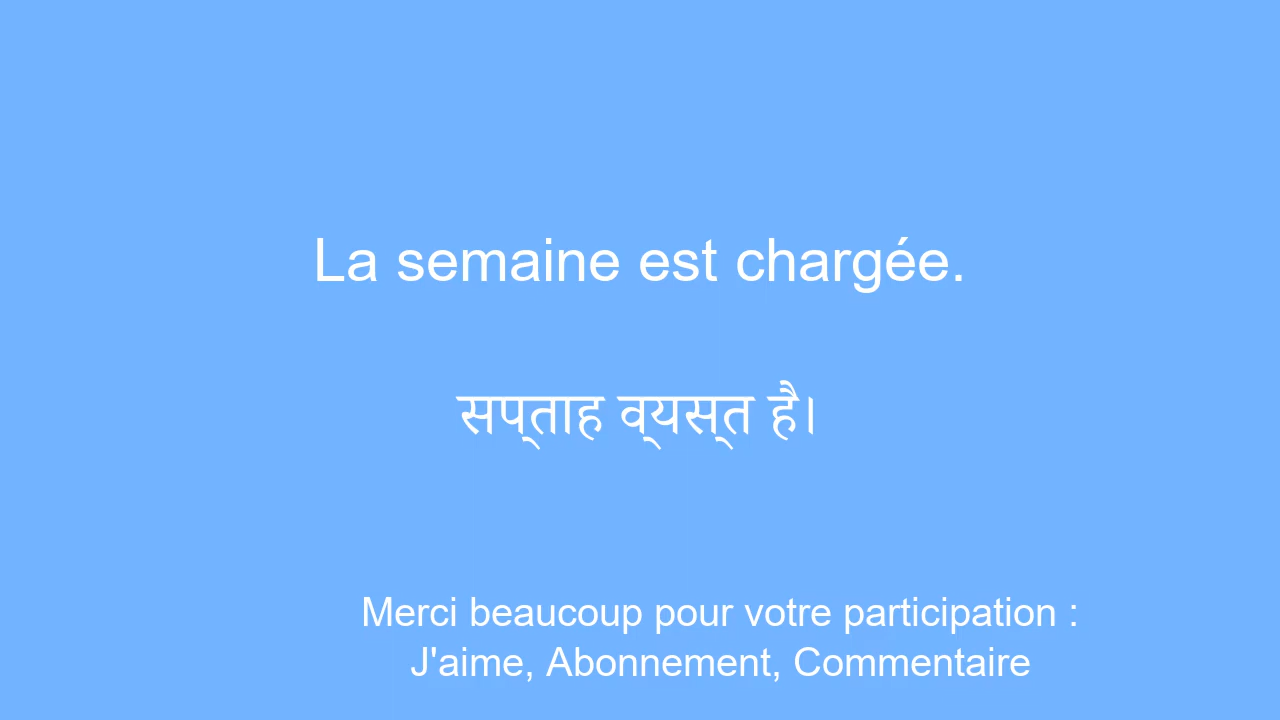 La semaine est chargée.
सप्ताह व्यस्त है।
Merci beaucoup pour votre participation :
J'aime, Abonnement, Commentaire